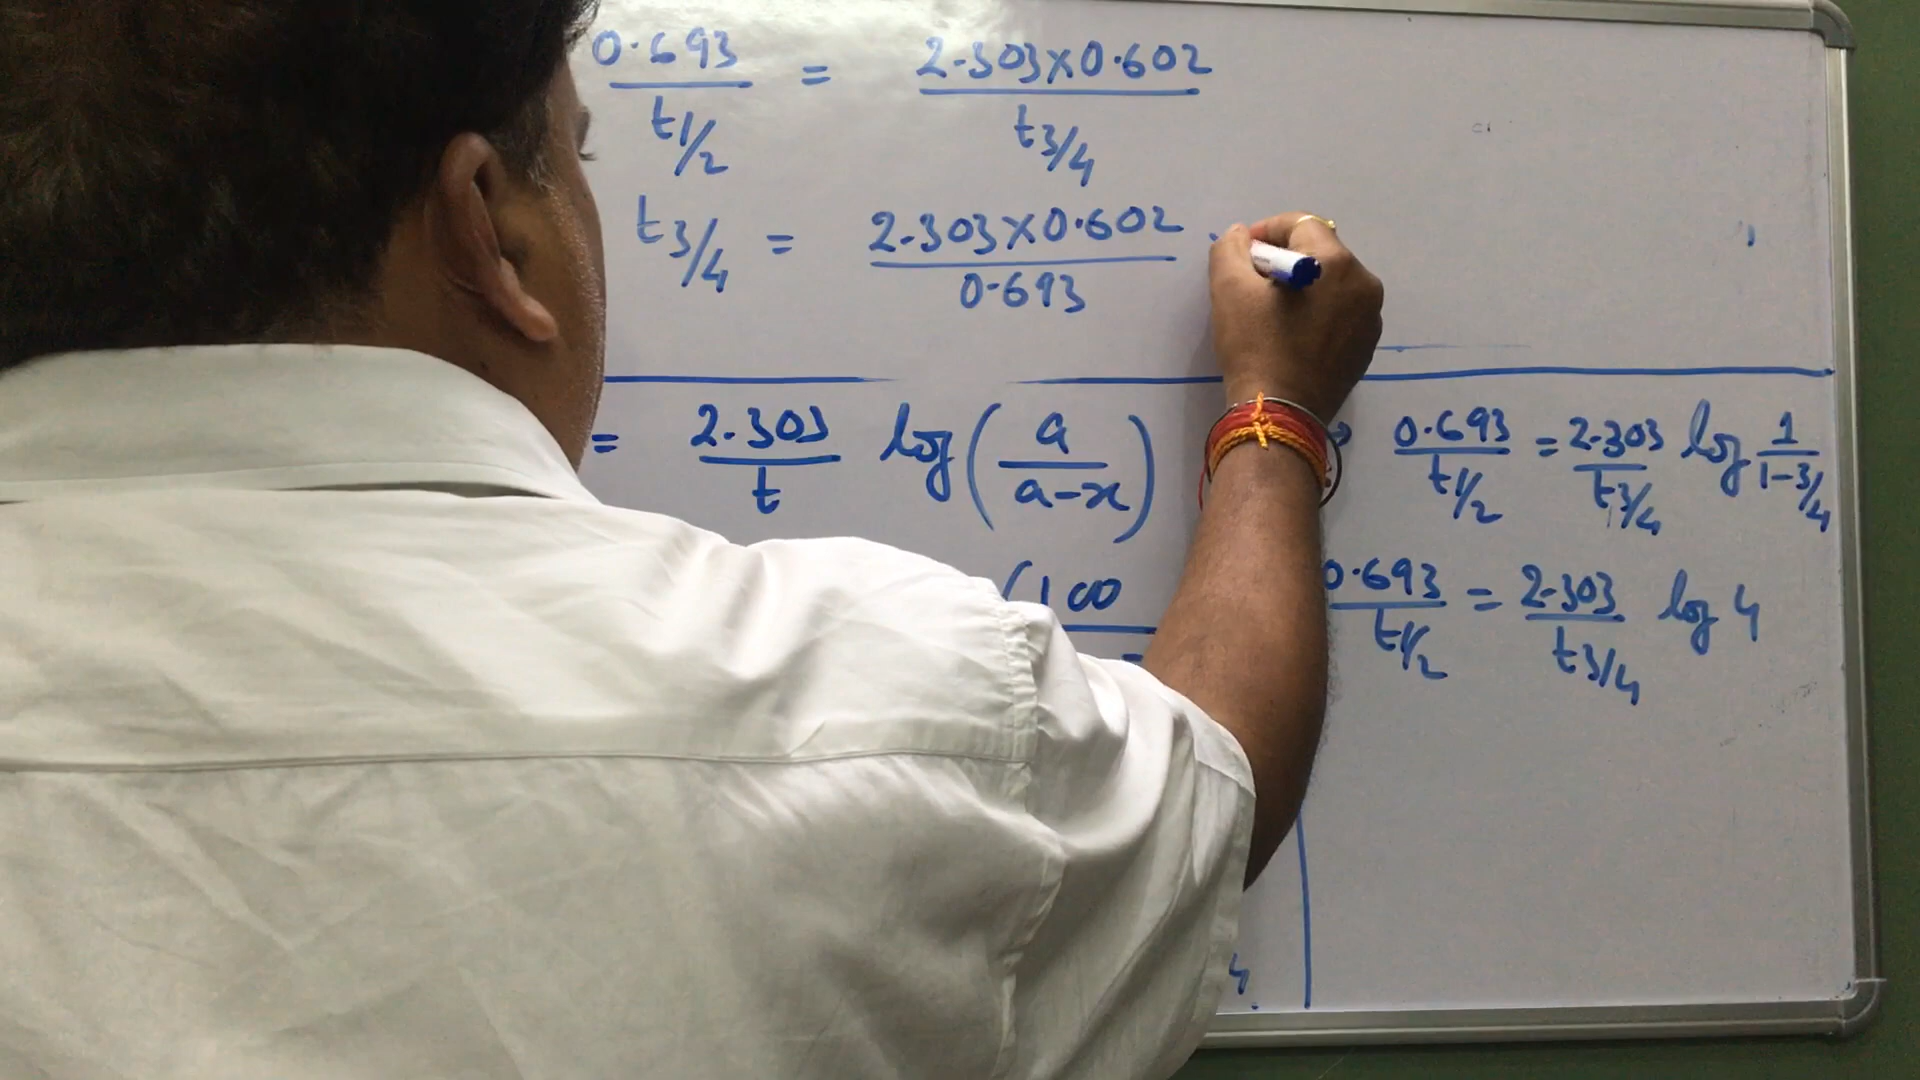 0.693 / t1/2 = 2.303×0.602 / t3/4
t3/4 = 2.303×0.602 / 0.693
= 2.303 / t log (a / a-x)
(100
0.693 / t1/2 = 2.303 / t3/4 log 1 / 1-3/4
0.693 / t1/2 = 2.303 / t3/4 log 4